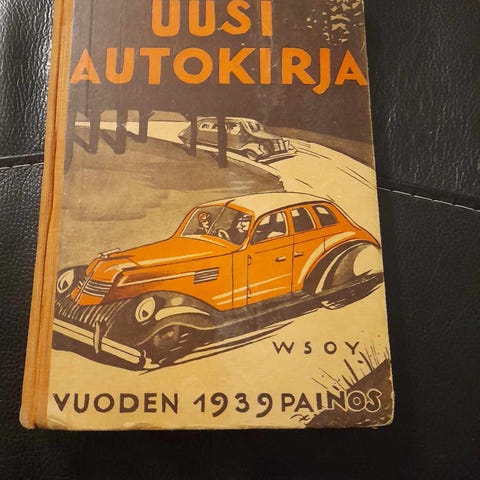 UUSI
AUTOKIRJA
WSOY
VUODEN 1939 PAINOS